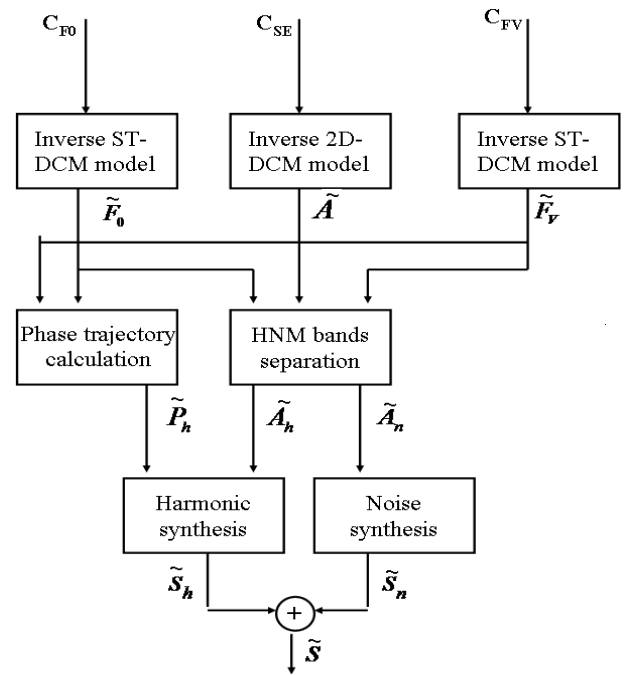 C_F0 C_SE C_FV
Inverse ST-
DCM model
Inverse 2D-
DCM model
Inverse ST-
DCM model
F̃_0 Ã F̃_V
Phase trajectory
calculation
HNM bands
separation
P̃_h Ã_h Ã_n
Harmonic
synthesis
Noise
synthesis
s̃_h s̃_n
+
s̃